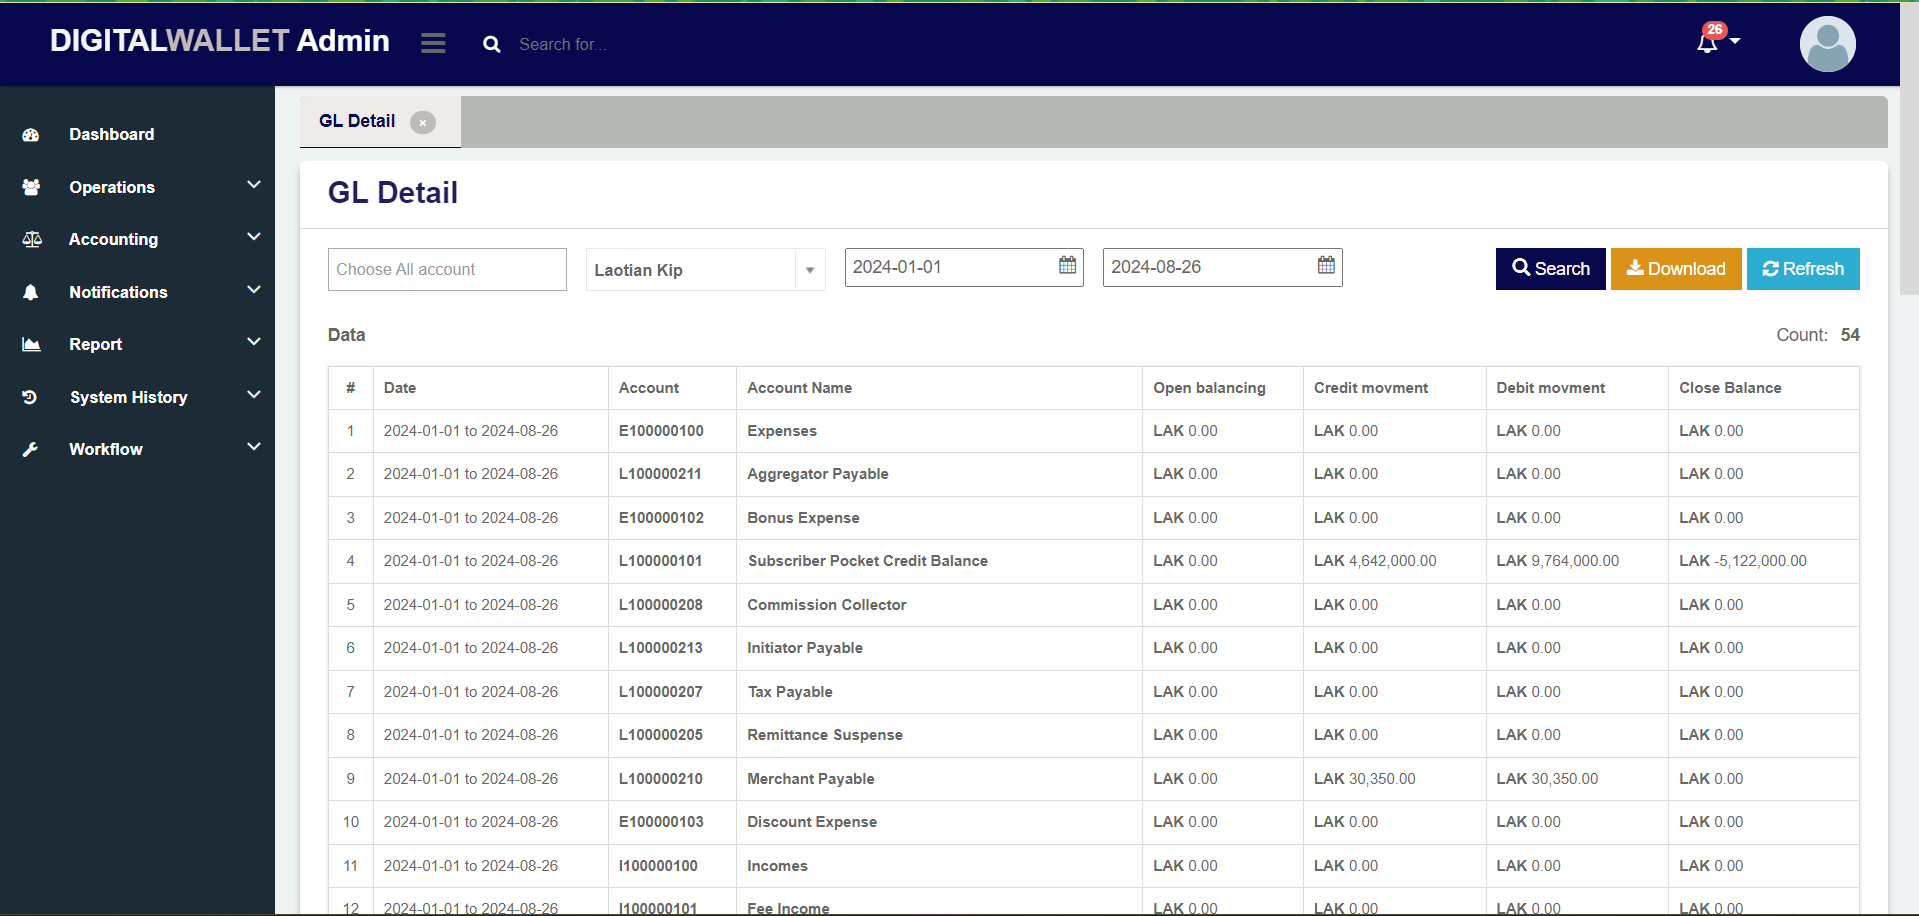 DIGITALWALLET Admin
Search for...
26
Dashboard
Operations
Accounting
Notifications
Report
System History
Workflow
GL Detail ×
GL Detail
Choose All account
Laotian Kip
2024-01-01
2024-08-26
Search
Download
Refresh
Data
Count: 54
# Date Account Account Name Open balancing Credit movment Debit movment Close Balance
1 2024-01-01 to 2024-08-26 E100000100 Expenses LAK 0.00 LAK 0.00 LAK 0.00 LAK 0.00
2 2024-01-01 to 2024-08-26 L100000211 Aggregator Payable LAK 0.00 LAK 0.00 LAK 0.00 LAK 0.00
3 2024-01-01 to 2024-08-26 E100000102 Bonus Expense LAK 0.00 LAK 0.00 LAK 0.00 LAK 0.00
4 2024-01-01 to 2024-08-26 L100000101 Subscriber Pocket Credit Balance LAK 0.00 LAK 4,642,000.00 LAK 9,764,000.00 LAK -5,122,000.00
5 2024-01-01 to 2024-08-26 L100000208 Commission Collector LAK 0.00 LAK 0.00 LAK 0.00 LAK 0.00
6 2024-01-01 to 2024-08-26 L100000213 Initiator Payable LAK 0.00 LAK 0.00 LAK 0.00 LAK 0.00
7 2024-01-01 to 2024-08-26 L100000207 Tax Payable LAK 0.00 LAK 0.00 LAK 0.00 LAK 0.00
8 2024-01-01 to 2024-08-26 L100000205 Remittance Suspense LAK 0.00 LAK 0.00 LAK 0.00 LAK 0.00
9 2024-01-01 to 2024-08-26 L100000210 Merchant Payable LAK 0.00 LAK 30,350.00 LAK 30,350.00 LAK 0.00
10 2024-01-01 to 2024-08-26 E100000103 Discount Expense LAK 0.00 LAK 0.00 LAK 0.00 LAK 0.00
11 2024-01-01 to 2024-08-26 I100000100 Incomes LAK 0.00 LAK 0.00 LAK 0.00 LAK 0.00
12 2024-01-01 to 2024-08-26 I100000101 Fee Income LAK 0.00 LAK 0.00 LAK 0.00 LAK 0.00